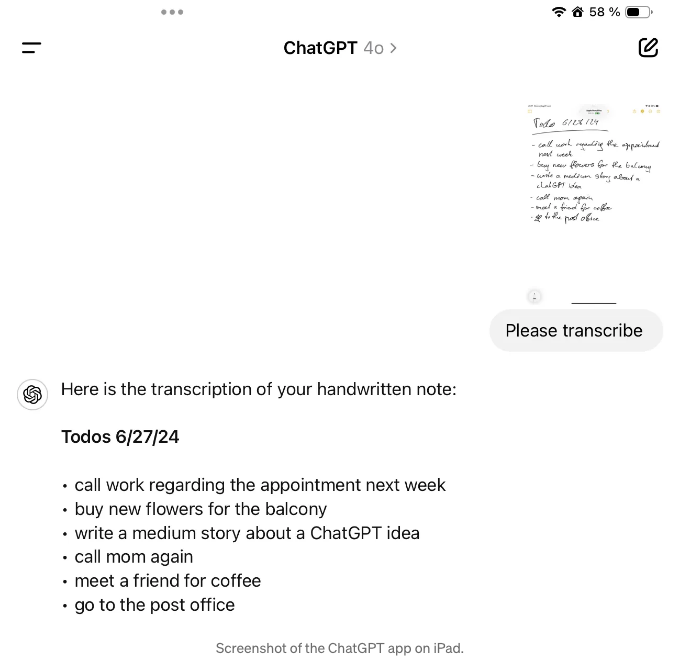 58 %
ChatGPT 4o >
Todos 6/27/24
- call work regarding the appointment
next week
- buy new flowers for the balcony
- write a medium story about a
ChatGPT idea
- call mom again
- meet a friend for coffee
- go to the post office
Please transcribe
Here is the transcription of your handwritten note:
Todos 6/27/24
• call work regarding the appointment next week
• buy new flowers for the balcony
• write a medium story about a ChatGPT idea
• call mom again
• meet a friend for coffee
• go to the post office
Screenshot of the ChatGPT app on iPad.